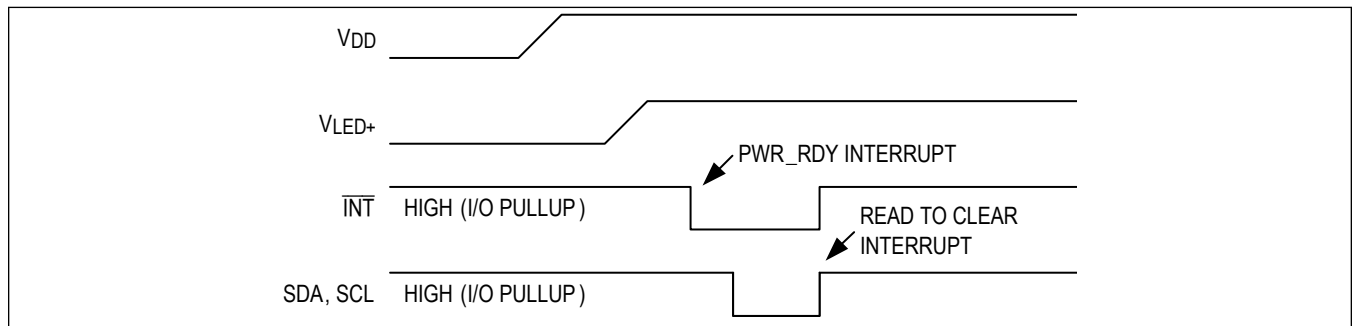 VDD
VLED+
PWR_RDY INTERRUPT
INT HIGH (I/O PULLUP)
READ TO CLEAR
INTERRUPT
SDA, SCL HIGH (I/O PULLUP)